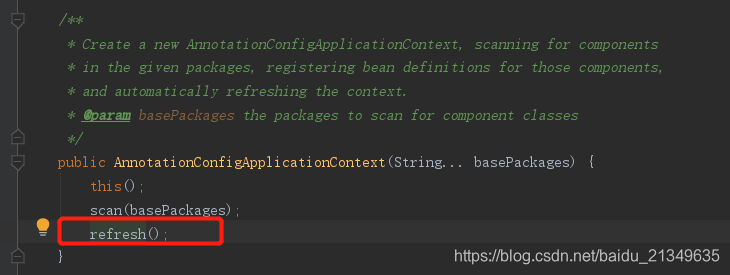 /**
 * Create a new AnnotationConfigApplicationContext, scanning for components
 * in the given packages, registering bean definitions for those components,
 * and automatically refreshing the context.
 * @param basePackages the packages to scan for component classes
 */
public AnnotationConfigApplicationContext(String... basePackages) {
    this();
    scan(basePackages);
    refresh();
}
https://blog.csdn.net/baidu_21349635